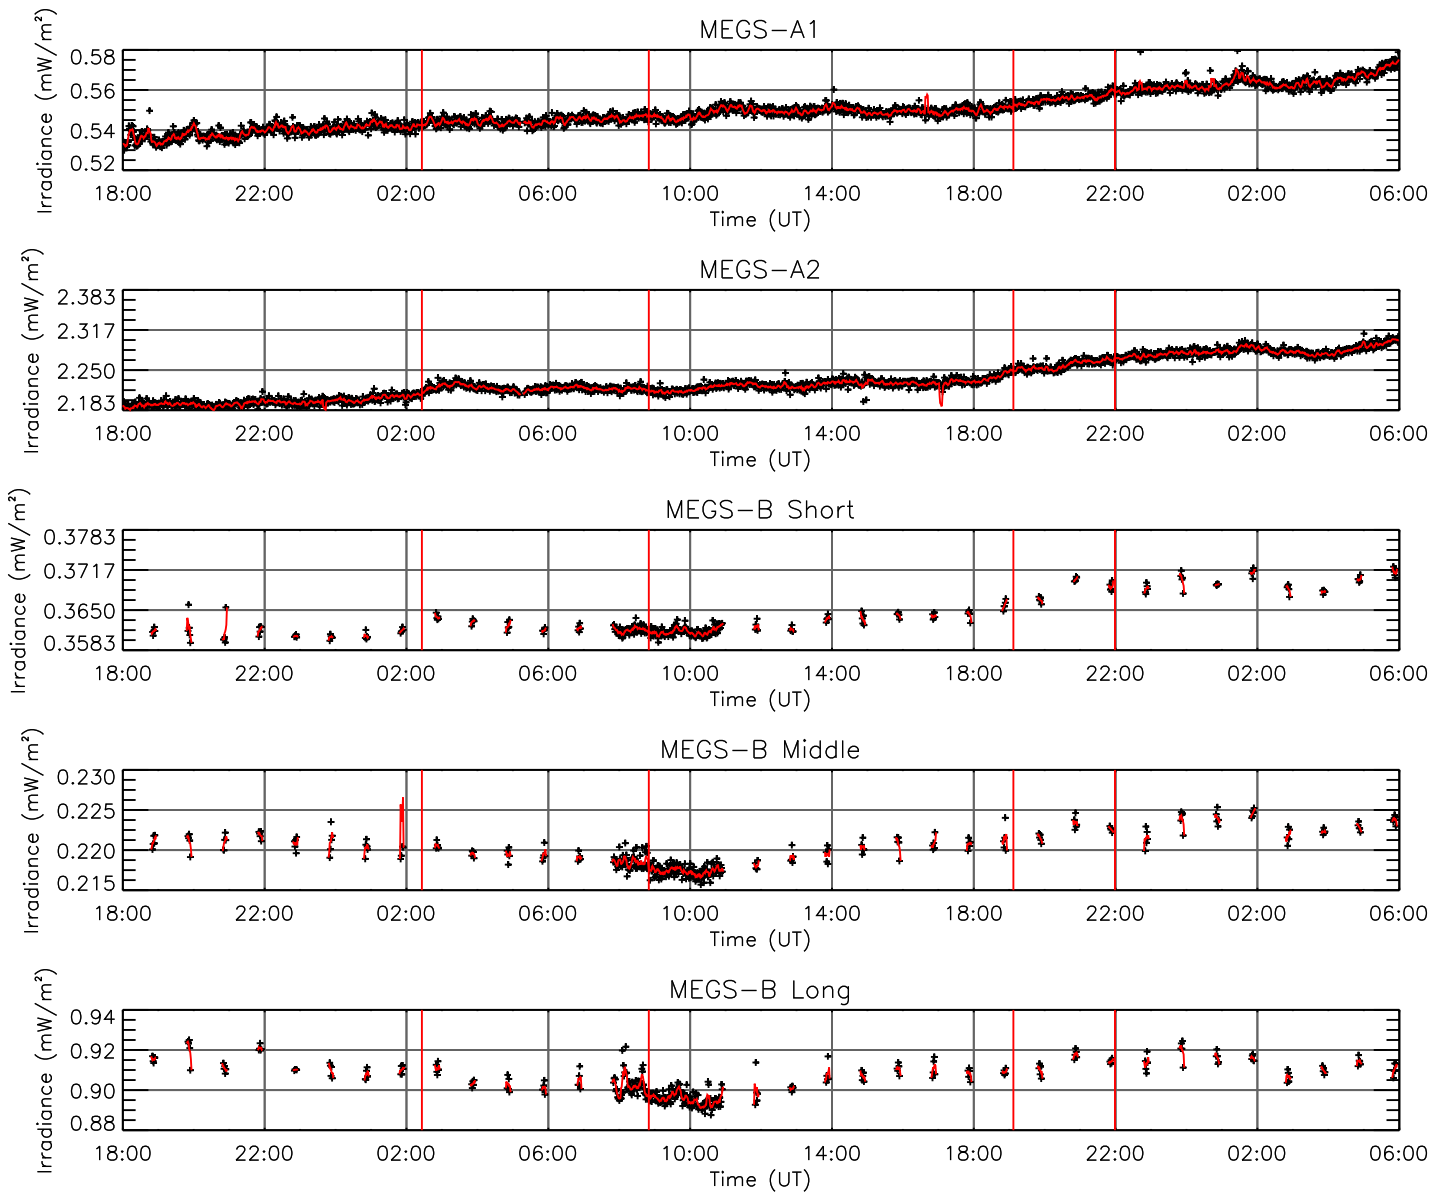 MEGS-A1
Irradiance (mW/m²)
0.58
0.56
0.54
0.52
18:00 22:00 02:00 06:00 10:00 14:00 18:00 22:00 02:00 06:00
Time (UT)
MEGS-A2
Irradiance (mW/m²)
2.383
2.317
2.250
2.183
18:00 22:00 02:00 06:00 10:00 14:00 18:00 22:00 02:00 06:00
Time (UT)
MEGS-B Short
Irradiance (mW/m²)
0.3783
0.3717
0.3650
0.3583
18:00 22:00 02:00 06:00 10:00 14:00 18:00 22:00 02:00 06:00
Time (UT)
MEGS-B Middle
Irradiance (mW/m²)
0.230
0.225
0.220
0.215
18:00 22:00 02:00 06:00 10:00 14:00 18:00 22:00 02:00 06:00
Time (UT)
MEGS-B Long
Irradiance (mW/m²)
0.94
0.92
0.90
0.88
18:00 22:00 02:00 06:00 10:00 14:00 18:00 22:00 02:00 06:00
Time (UT)